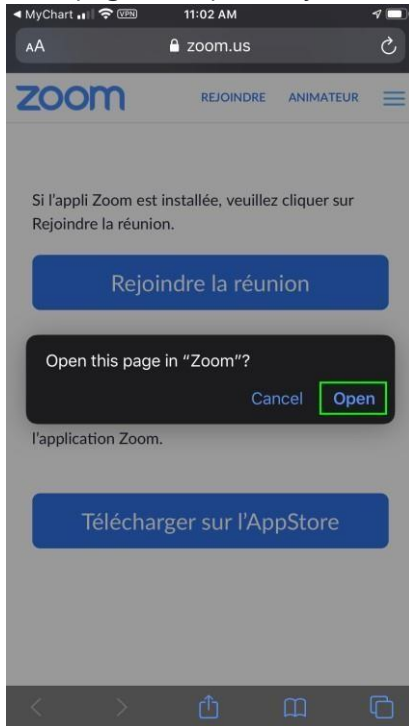 MyChart VPN 11:02 AM
AA zoom.us
zoom REJOINDRE ANIMATEUR
Si l'appli Zoom est installée, veuillez cliquer sur
Rejoindre la réunion.
Rejoindre la réunion
Open this page in “Zoom”?
Cancel Open
l'application Zoom.
Télécharger sur l'AppStore